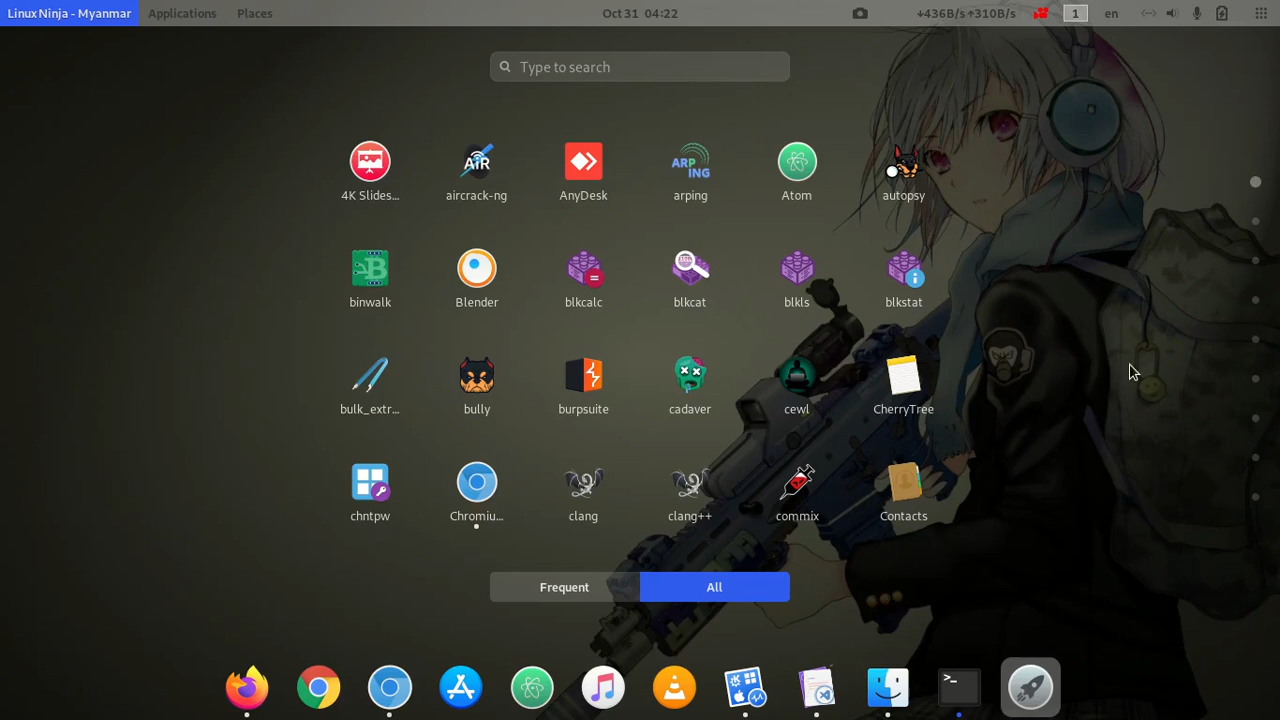 LinuxNinja - Myanmar Applications Places Oct 31 04:22 ↓436B/s ↑310B/s 1 en
Type to search
4K Slides... aircrack-ng AnyDesk arping Atom autopsy
binwalk Blender blkcalc blkcat blkls blkstat
bulk_extr... bully burpsuite cadaver cewl CherryTree
chntpw Chromiu... clang clang++ commix Contacts
Frequent All